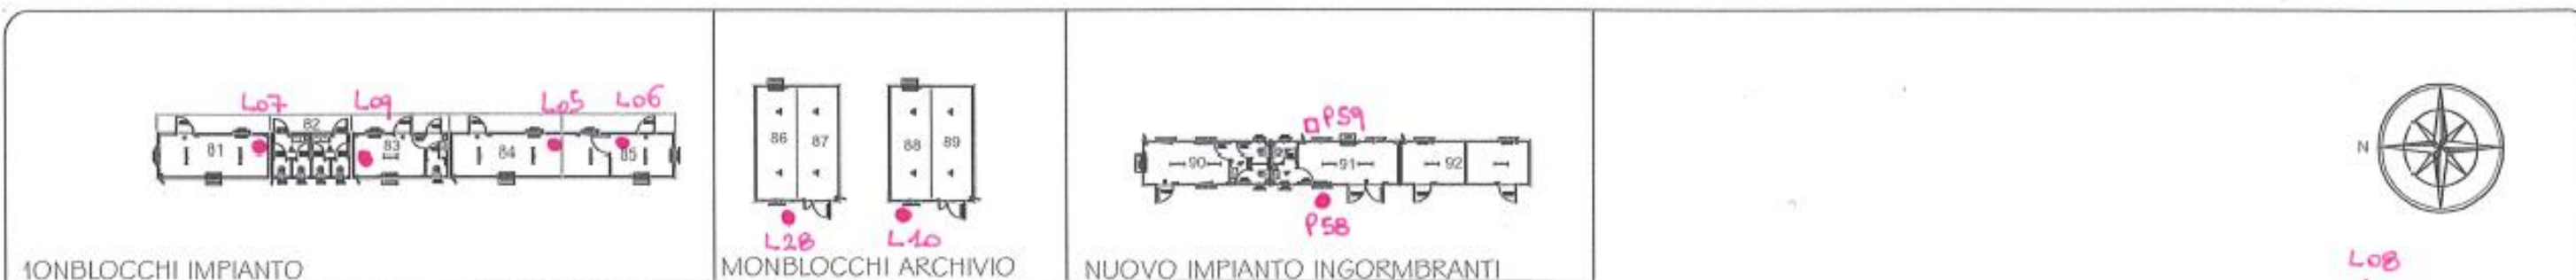 L07 L09 L05 L06
82
81 83 84 85
86 87 88 89
L28 L10
P59
90 91 92
P58
N
L08
10NBLOCCHI IMPIANTO
MONBLOCCHI ARCHIVIO
NUOVO IMPIANTO INGORMBRANTI